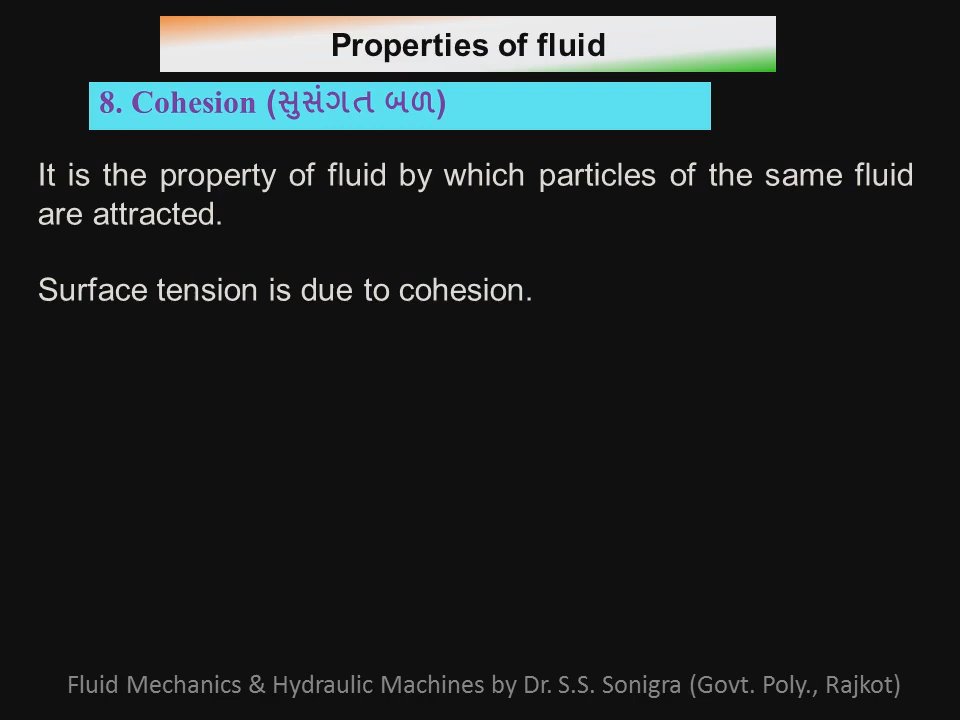 Properties of fluid
8. Cohesion (સુસંગત બળ)
It is the property of fluid by which particles of the same fluid
are attracted.
Surface tension is due to cohesion.
Fluid Mechanics & Hydraulic Machines by Dr. S.S. Sonigra (Govt. Poly., Rajkot)